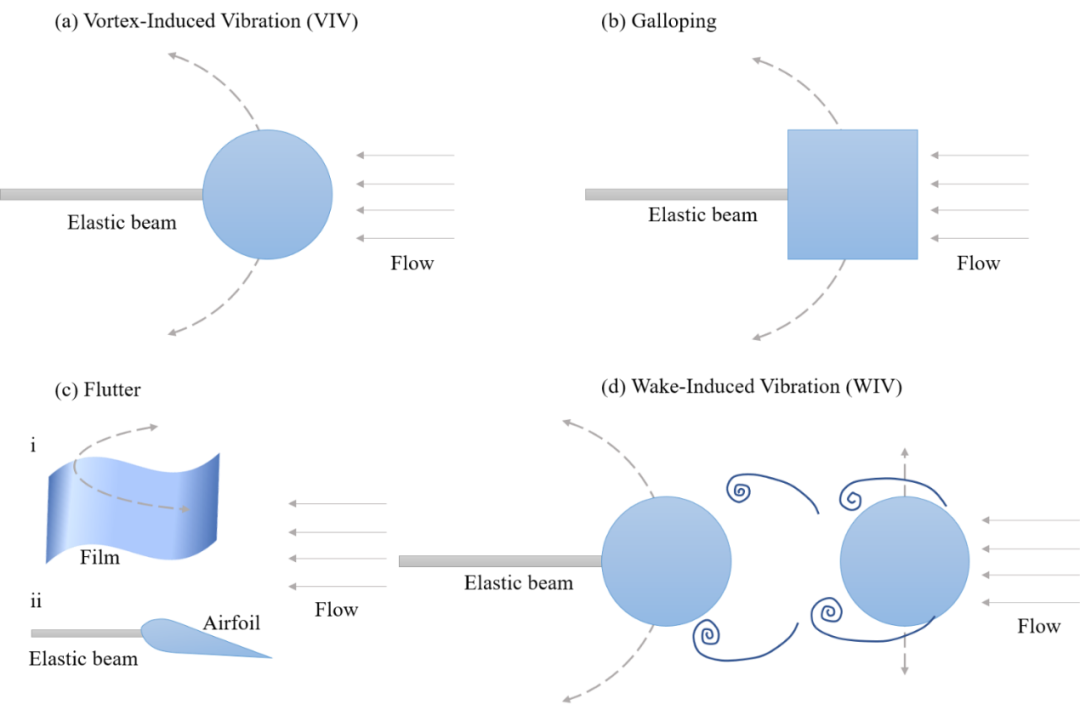 (a) Vortex-Induced Vibration (VIV)
(b) Galloping
Elastic beam
Flow
Elastic beam
Flow
(c) Flutter
(d) Wake-Induced Vibration (WIV)
i
Film
ii
Airfoil
Elastic beam
Flow
Elastic beam
Flow